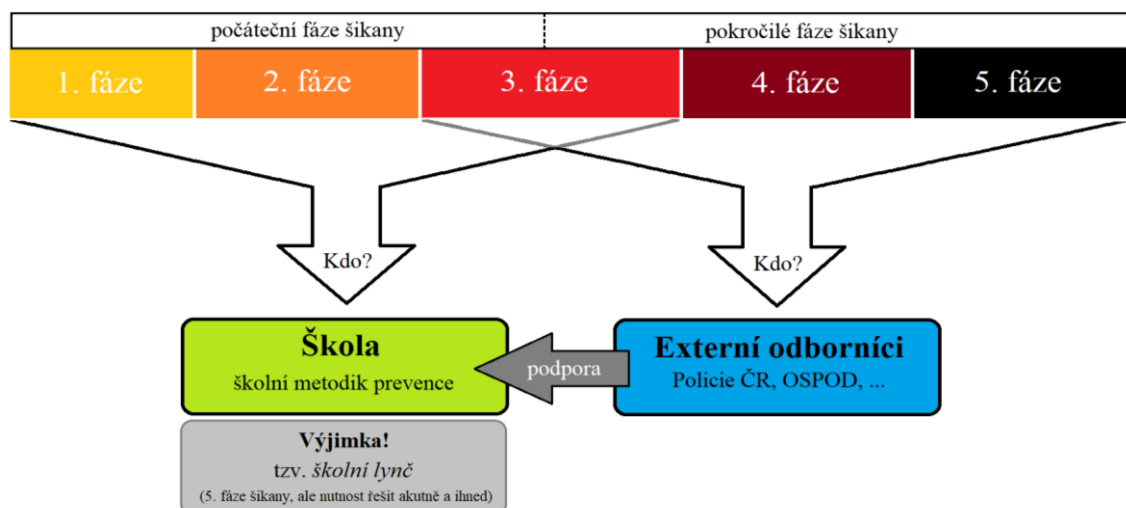 počáteční fáze šikany
pokročilé fáze šikany
1. fáze
2. fáze
3. fáze
4. fáze
5. fáze
Kdo?
Kdo?
Škola
školní metodik prevence
podpora
Externí odborníci
Policie ČR, OSPOD, ...
Výjimka!
tzv. školní lynč
(5. fáze šikany, ale nutnost řešit akutně a ihned)